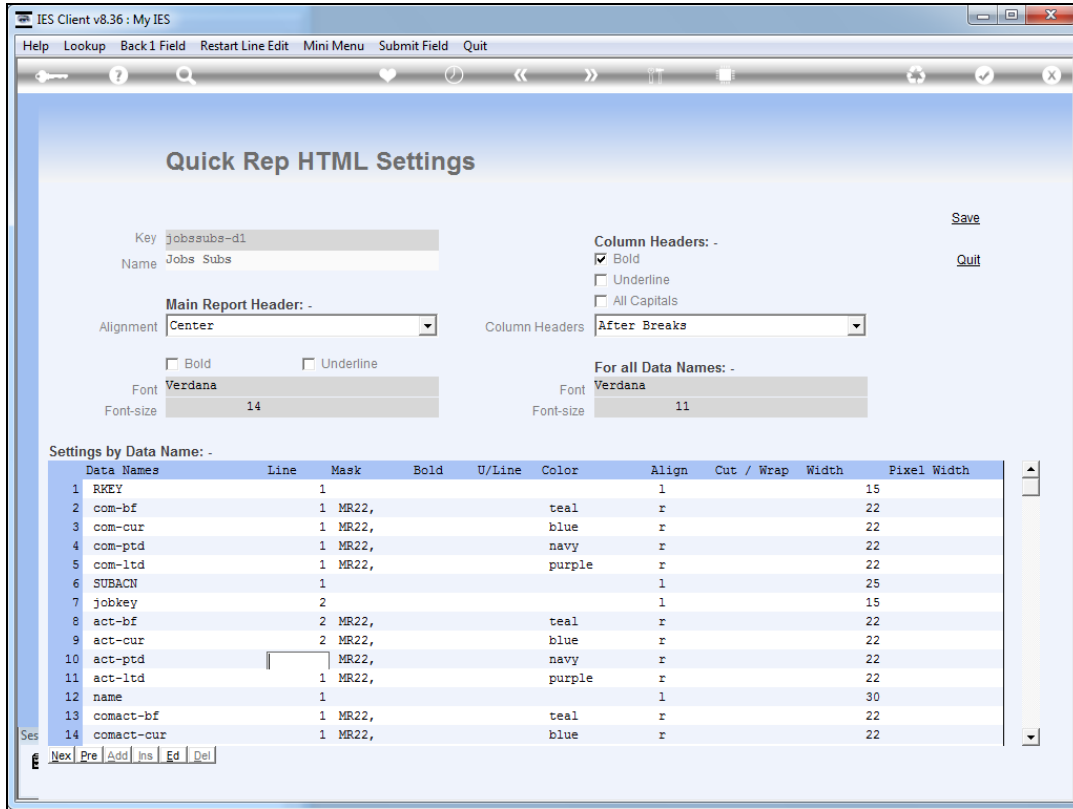 IES Client v8.36 : My IES
Help Lookup Back 1 Field Restart Line Edit Mini Menu Submit Field Quit
Quick Rep HTML Settings
Save
Key jobssubs-d1
Column Headers: -
Name Jobs Subs
Bold
Quit
Underline
Main Report Header: -
All Capitals
Alignment Center
Column Headers After Breaks
Bold Underline
For all Data Names: -
Font Verdana
Font Verdana
Font-size 14
Font-size 11
Settings by Data Name: -
Data Names Line Mask Bold U/Line Color Align Cut / Wrap Width Pixel Width
1 RKEY 1 l 15
2 com-bf 1 MR22, teal r 22
3 com-cur 1 MR22, blue r 22
4 com-ptd 1 MR22, navy r 22
5 com-ltd 1 MR22, purple r 22
6 SUBACN 1 l 25
7 jobkey 2 l 15
8 act-bf 2 MR22, teal r 22
9 act-cur 2 MR22, blue r 22
10 act-ptd MR22, navy r 22
11 act-ltd 1 MR22, purple r 22
12 name 1 l 30
13 comact-bf 1 MR22, teal r 22
14 comact-cur 1 MR22, blue r 22
Ses
Nex Pre Add Ins Ed Del